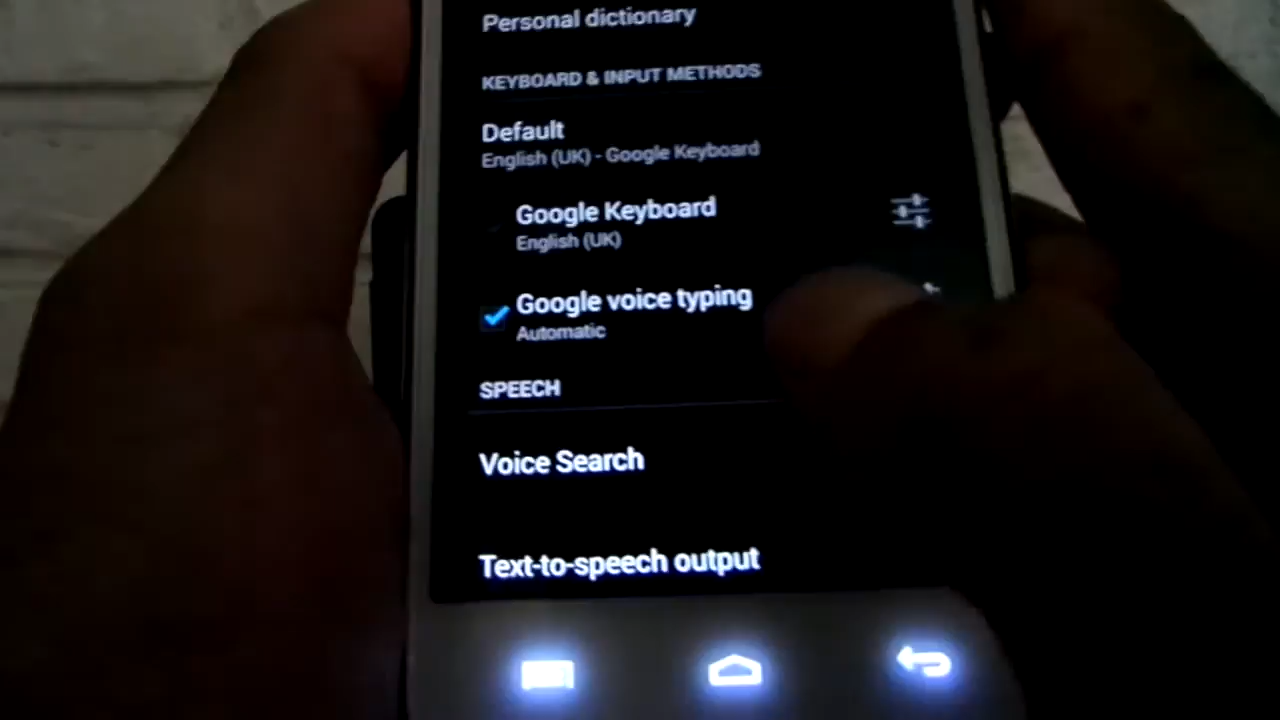 Personal dictionary
KEYBOARD & INPUT METHODS
Default
English (UK) - Google Keyboard
Google Keyboard
English (UK)
Google voice typing
Automatic
SPEECH
Voice Search
Text-to-speech output